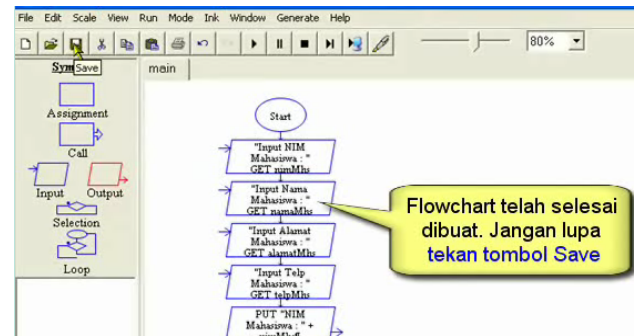 File Edit Scale View Run Mode Ink Window Generate Help
80%
Save
main
Assignment
Call
Input Output
Selection
Loop
Start
"Input NIM
Mahasiswa : "
GET nimMhs
"Input Nama
Mahasiswa : "
GET namaMhs
"Input Alamat
Mahasiswa : "
GET alamatMhs
"Input Telp
Mahasiswa : "
GET telpMhs
PUT "NIM
Mahasiswa : " +
Flowchart telah selesai
dibuat. Jangan lupa
tekan tombol Save